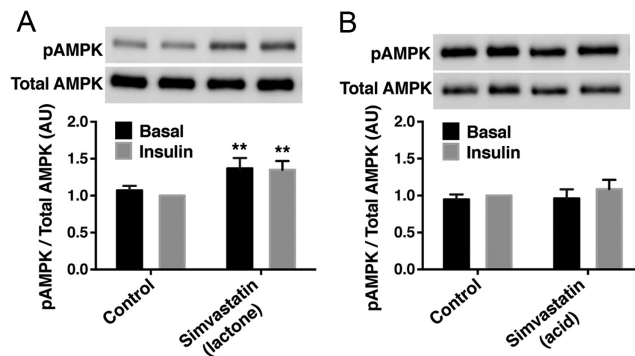 A
pAMPK
Total AMPK
pAMPK / Total AMPK (AU)
2.0
1.5
1.0
0.5
0.0
Basal
Insulin
**
**
Control
Simvastatin
(lactone)
B
pAMPK
Total AMPK
pAMPK / Total AMPK (AU)
2.0
1.5
1.0
0.5
0.0
Basal
Insulin
Control
Simvastatin
(acid)